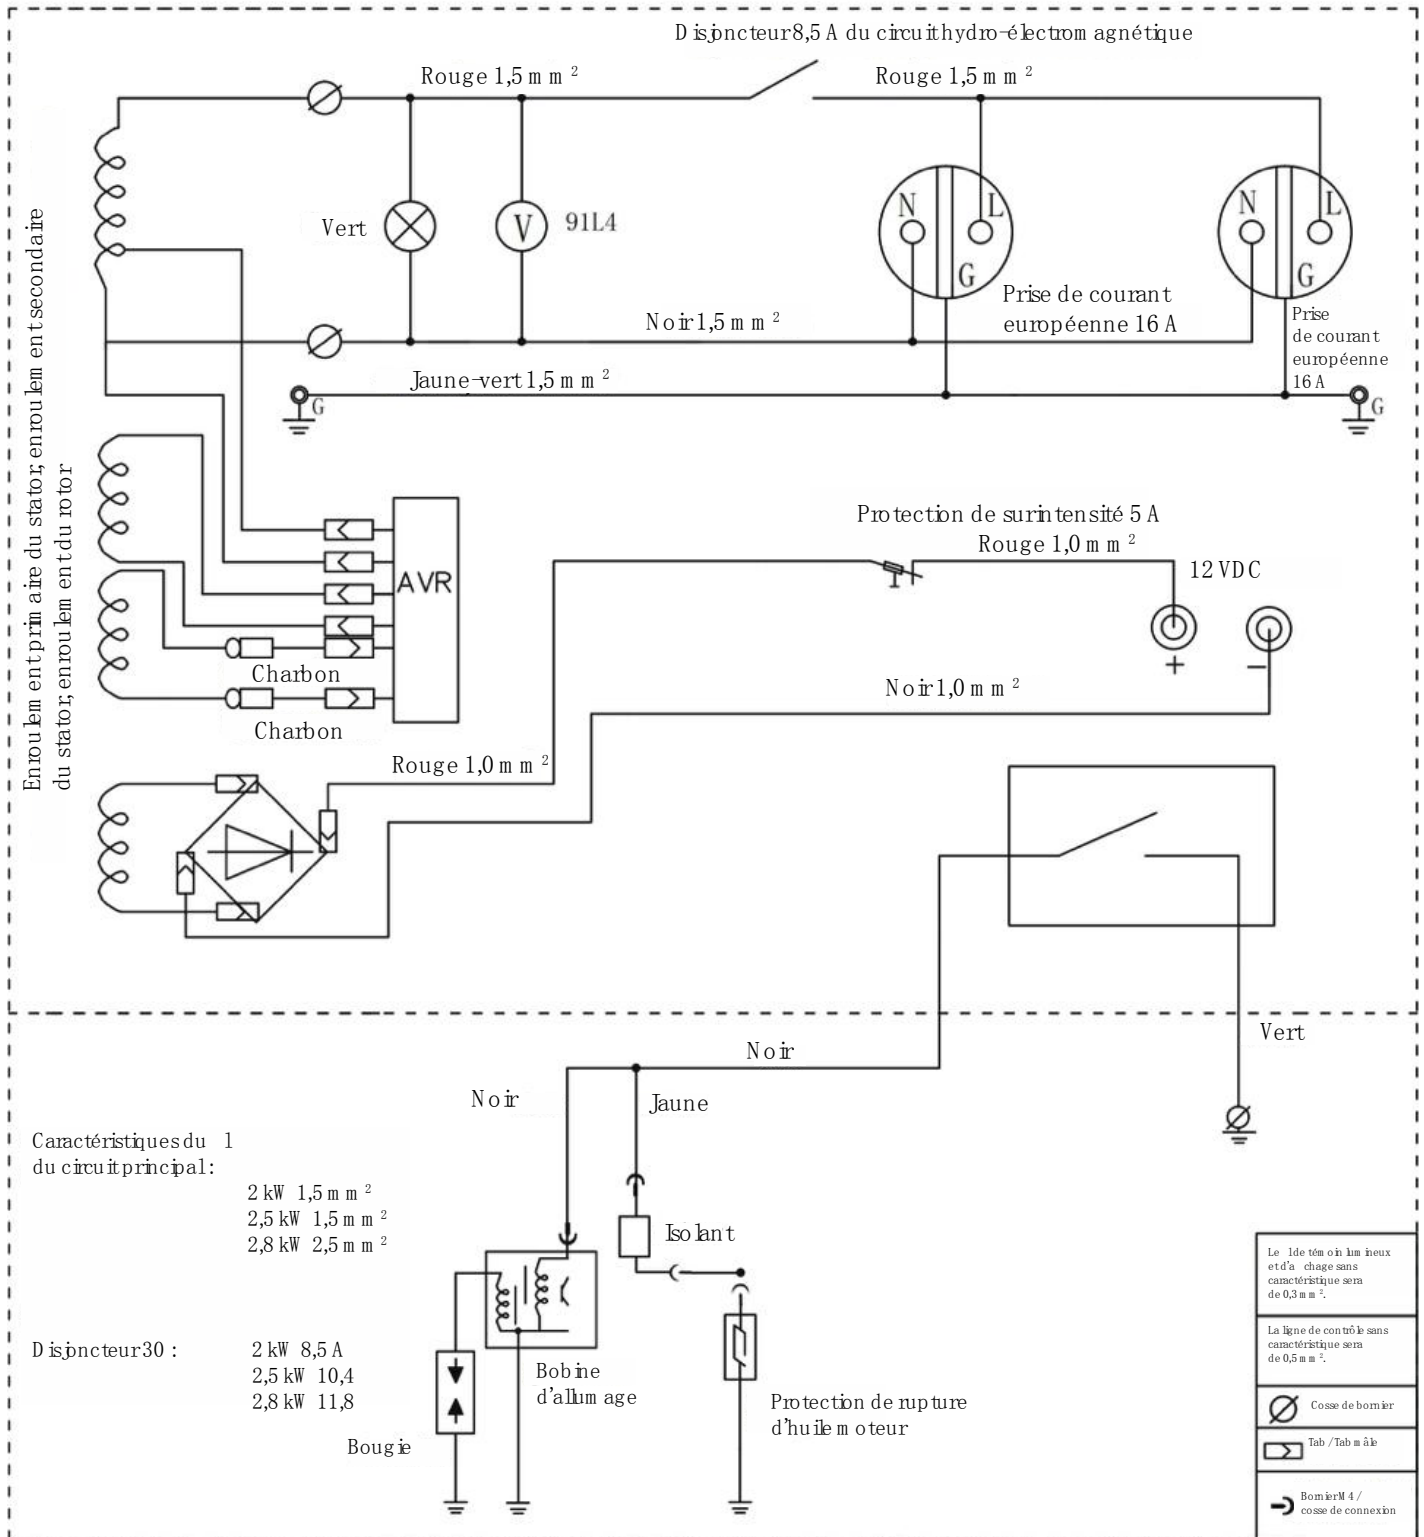 Disjoncteur 8,5 A du circuit hydro-électromagnétique
Rouge 1,5 mm²
Rouge 1,5 mm²
Enroulement primaire du stator, enroulement secondaire
du stator, enroulement du rotor
Vert
V
91L4
N
L
G
N
L
G
Prise de courant
européenne 16 A
Prise
de courant
européenne
16 A
Noir 1,5 mm²
Jaune-vert 1,5 mm²
G
G
AVR
Charbon
Charbon
Protection de surintensité 5 A
Rouge 1,0 mm²
12 VDC
+
−
Noir 1,0 mm²
Rouge 1,0 mm²
Vert
Noir
Noir
Jaune
Caractéristiques du l
du circuit principal :
2 kW 1,5 mm²
2,5 kW 1,5 mm²
2,8 kW 2,5 mm²
Isolant
Disjoncteur 30 :
2 kW 8,5 A
2,5 kW 10,4
2,8 kW 11,8
Bobine
d'allumage
Bougie
Protection de rupture
d'huile moteur
Le l de témoin lumineux
et d'a chage sans
caractéristique sera
de 0,3 mm².
La ligne de contrôle sans
caractéristique sera
de 0,5 mm².
Cosse de bornier
Tab / Tab mâle
Bornier M4 /
cosse de connexion